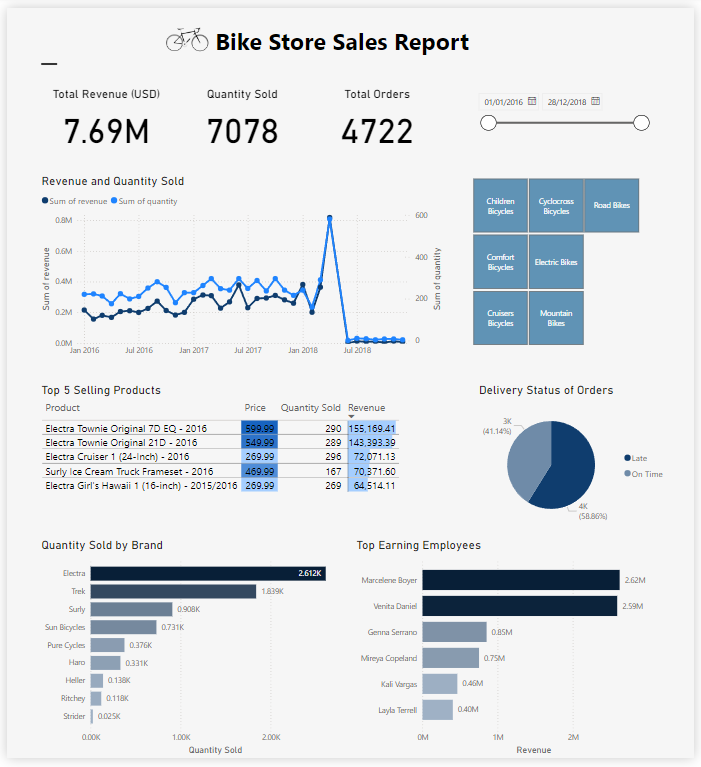 Bike Store Sales Report
Total Revenue (USD)
Quantity Sold
Total Orders
7.69M
7078
4722
01/01/2016
28/12/2018
Revenue and Quantity Sold
Sum of revenue
Sum of quantity
0.8M
0.6M
0.4M
0.2M
0.0M
Sum of revenue
600
400
200
0
Sum of quantity
Jan 2016
Jul 2016
Jan 2017
Jul 2017
Jan 2018
Jul 2018
Children
Bicycles
Cyclocross
Bicycles
Road Bikes
Comfort
Bicycles
Electric Bikes
Cruisers
Bicycles
Mountain
Bikes
Top 5 Selling Products
Product Price Quantity Sold Revenue
Electra Townie Original 7D EQ - 2016 599.99 290 155,169.41
Electra Townie Original 21D - 2016 549.99 289 143,393.39
Electra Cruiser 1 (24-Inch) - 2016 269.99 296 72,071.13
Surly Ice Cream Truck Frameset - 2016 469.99 167 70,371.60
Electra Girl's Hawaii 1 (16-inch) - 2015/2016 269.99 269 64,514.11
Delivery Status of Orders
3K
(41.14%)
4K
(58.86%)
Late
On Time
Quantity Sold by Brand
Electra 2.612K
Trek 1.839K
Surly 0.908K
Sun Bicycles 0.731K
Pure Cycles 0.376K
Haro 0.331K
Heller 0.138K
Ritchey 0.118K
Strider 0.025K
0.00K 1.00K 2.00K
Quantity Sold
Top Earning Employees
Marcelene Boyer 2.62M
Venita Daniel 2.59M
Genna Serrano 0.85M
Mireya Copeland 0.75M
Kali Vargas 0.46M
Layla Terrell 0.40M
0M 1M 2M
Revenue